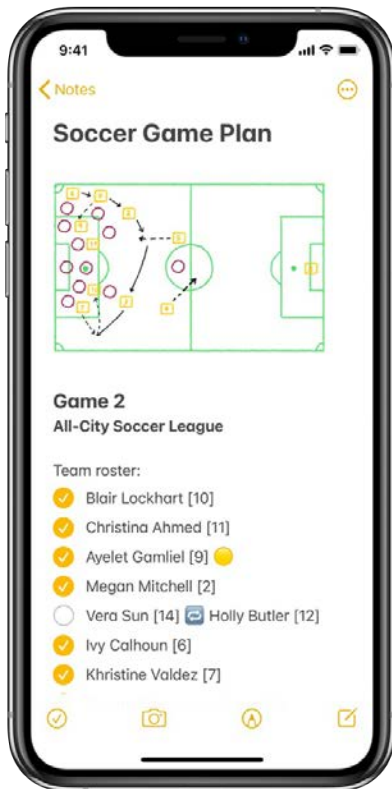 9:41
Notes
Soccer Game Plan
Game 2
All-City Soccer League
Team roster:
Blair Lockhart [10]
Christina Ahmed [11]
Ayelet Gamliel [9]
Megan Mitchell [2]
Vera Sun [14] 🔁 Holly Butler [12]
Ivy Calhoun [6]
Khristine Valdez [7]